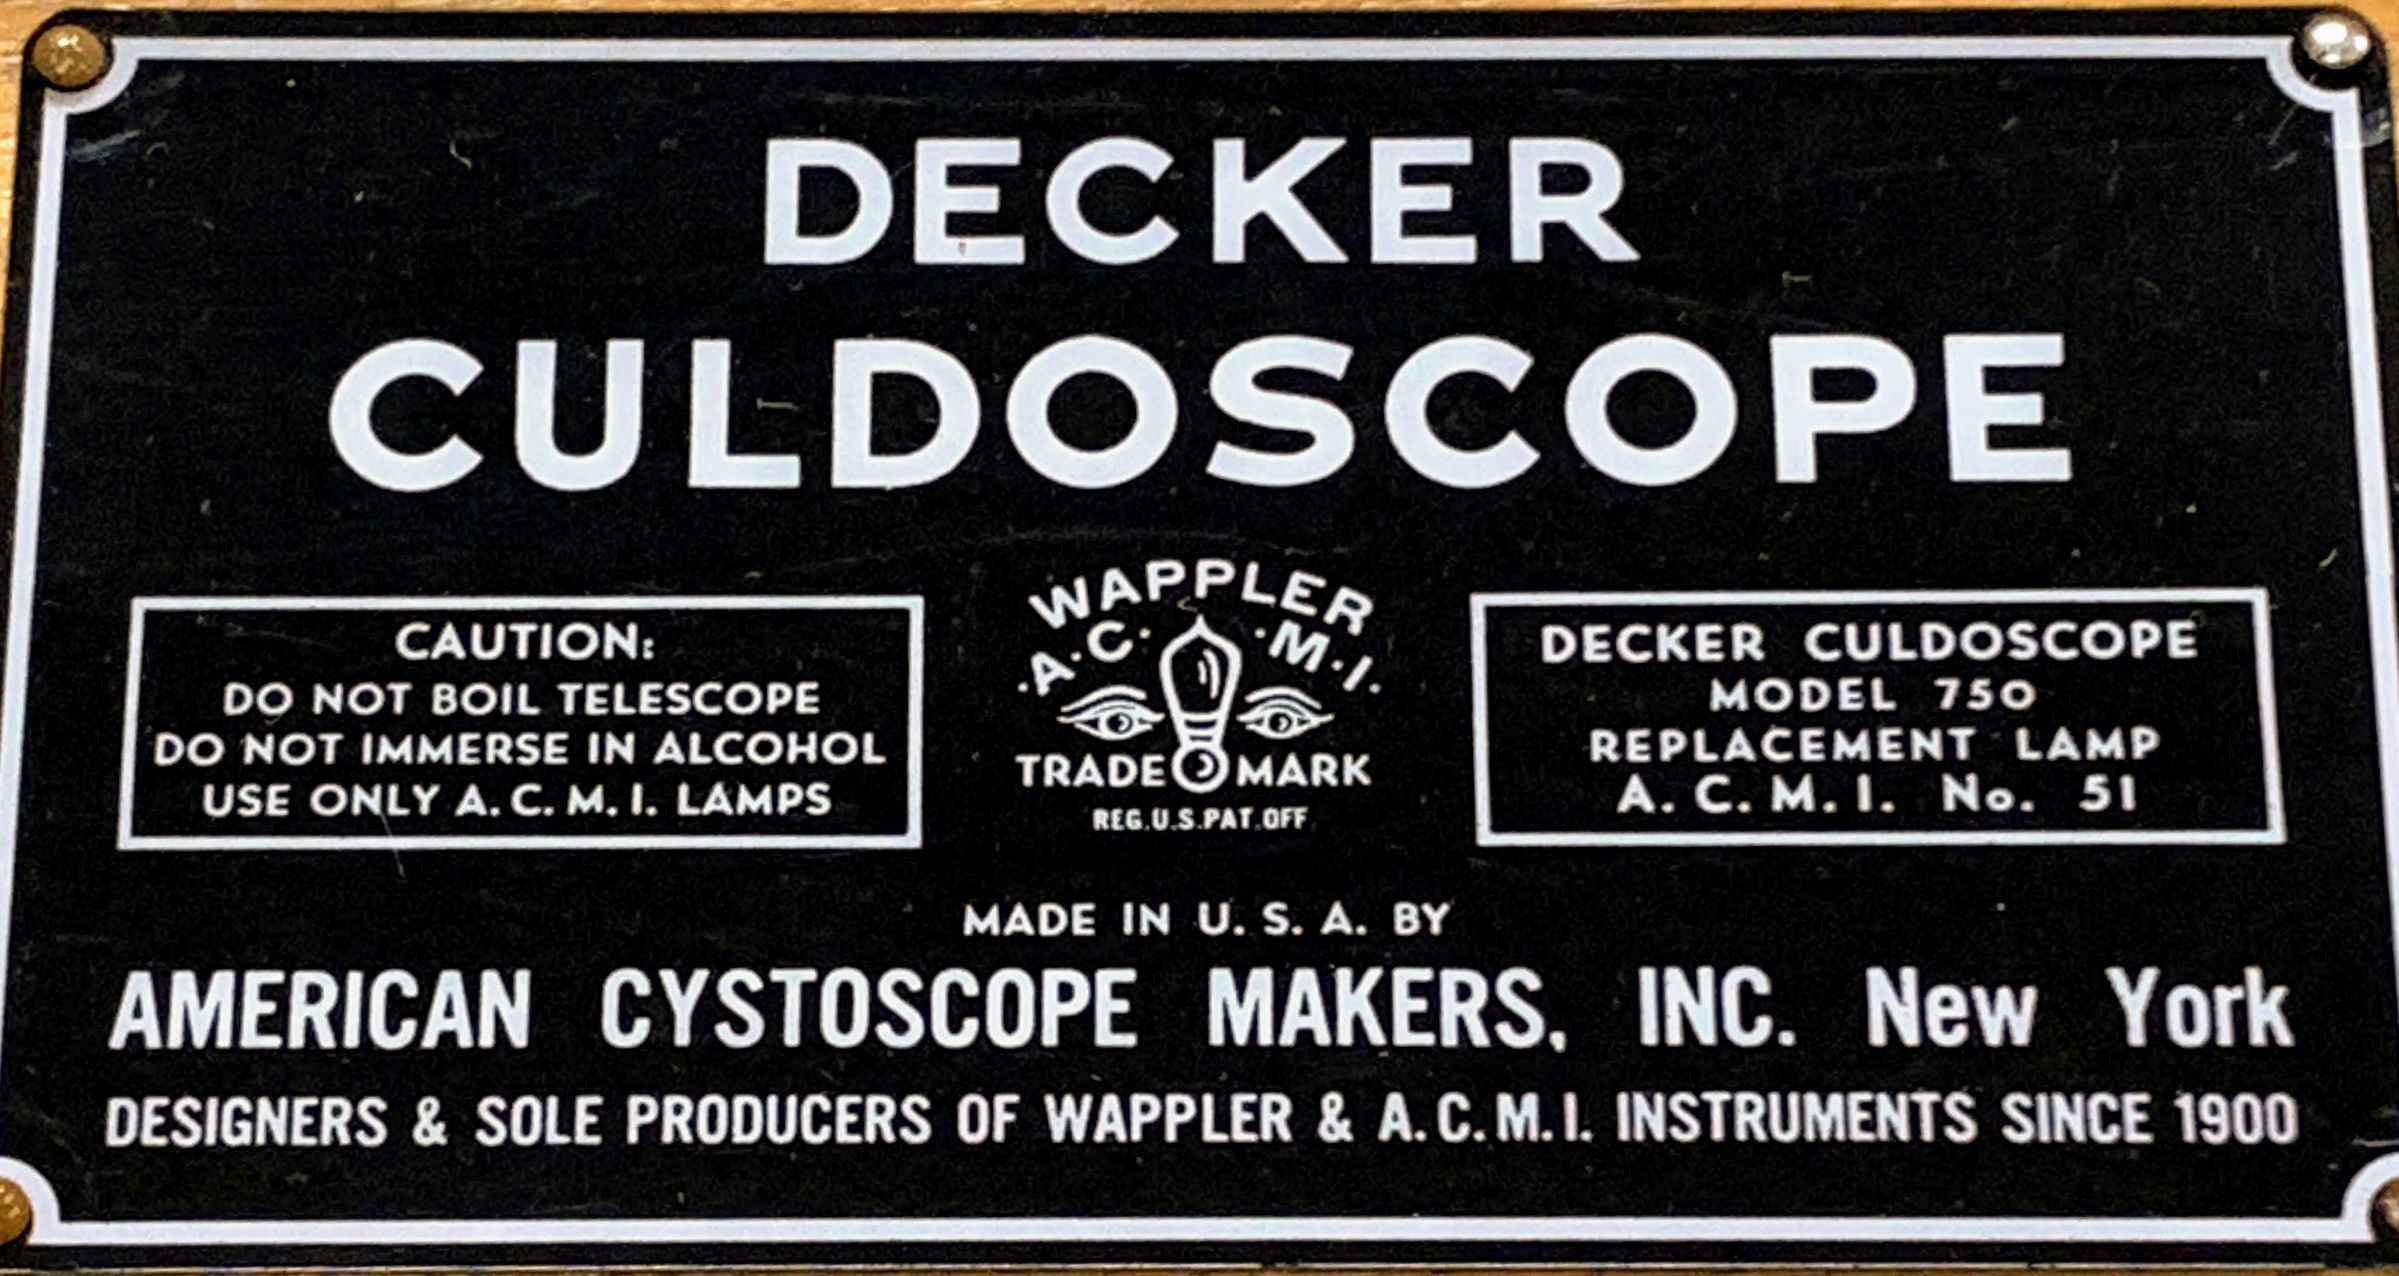 DECKER
CULDOSCOPE
CAUTION:
DO NOT BOIL TELESCOPE
DO NOT IMMERSE IN ALCOHOL
USE ONLY A.C.M.I. LAMPS
WAPPLER
·A·C· ·M·I·
TRADE MARK
REG.U.S.PAT.OFF
DECKER CULDOSCOPE
MODEL 750
REPLACEMENT LAMP
A.C.M.I. No. 51
MADE IN U.S.A. BY
AMERICAN CYSTOSCOPE MAKERS, INC. New York
DESIGNERS & SOLE PRODUCERS OF WAPPLER & A.C.M.I. INSTRUMENTS SINCE 1900